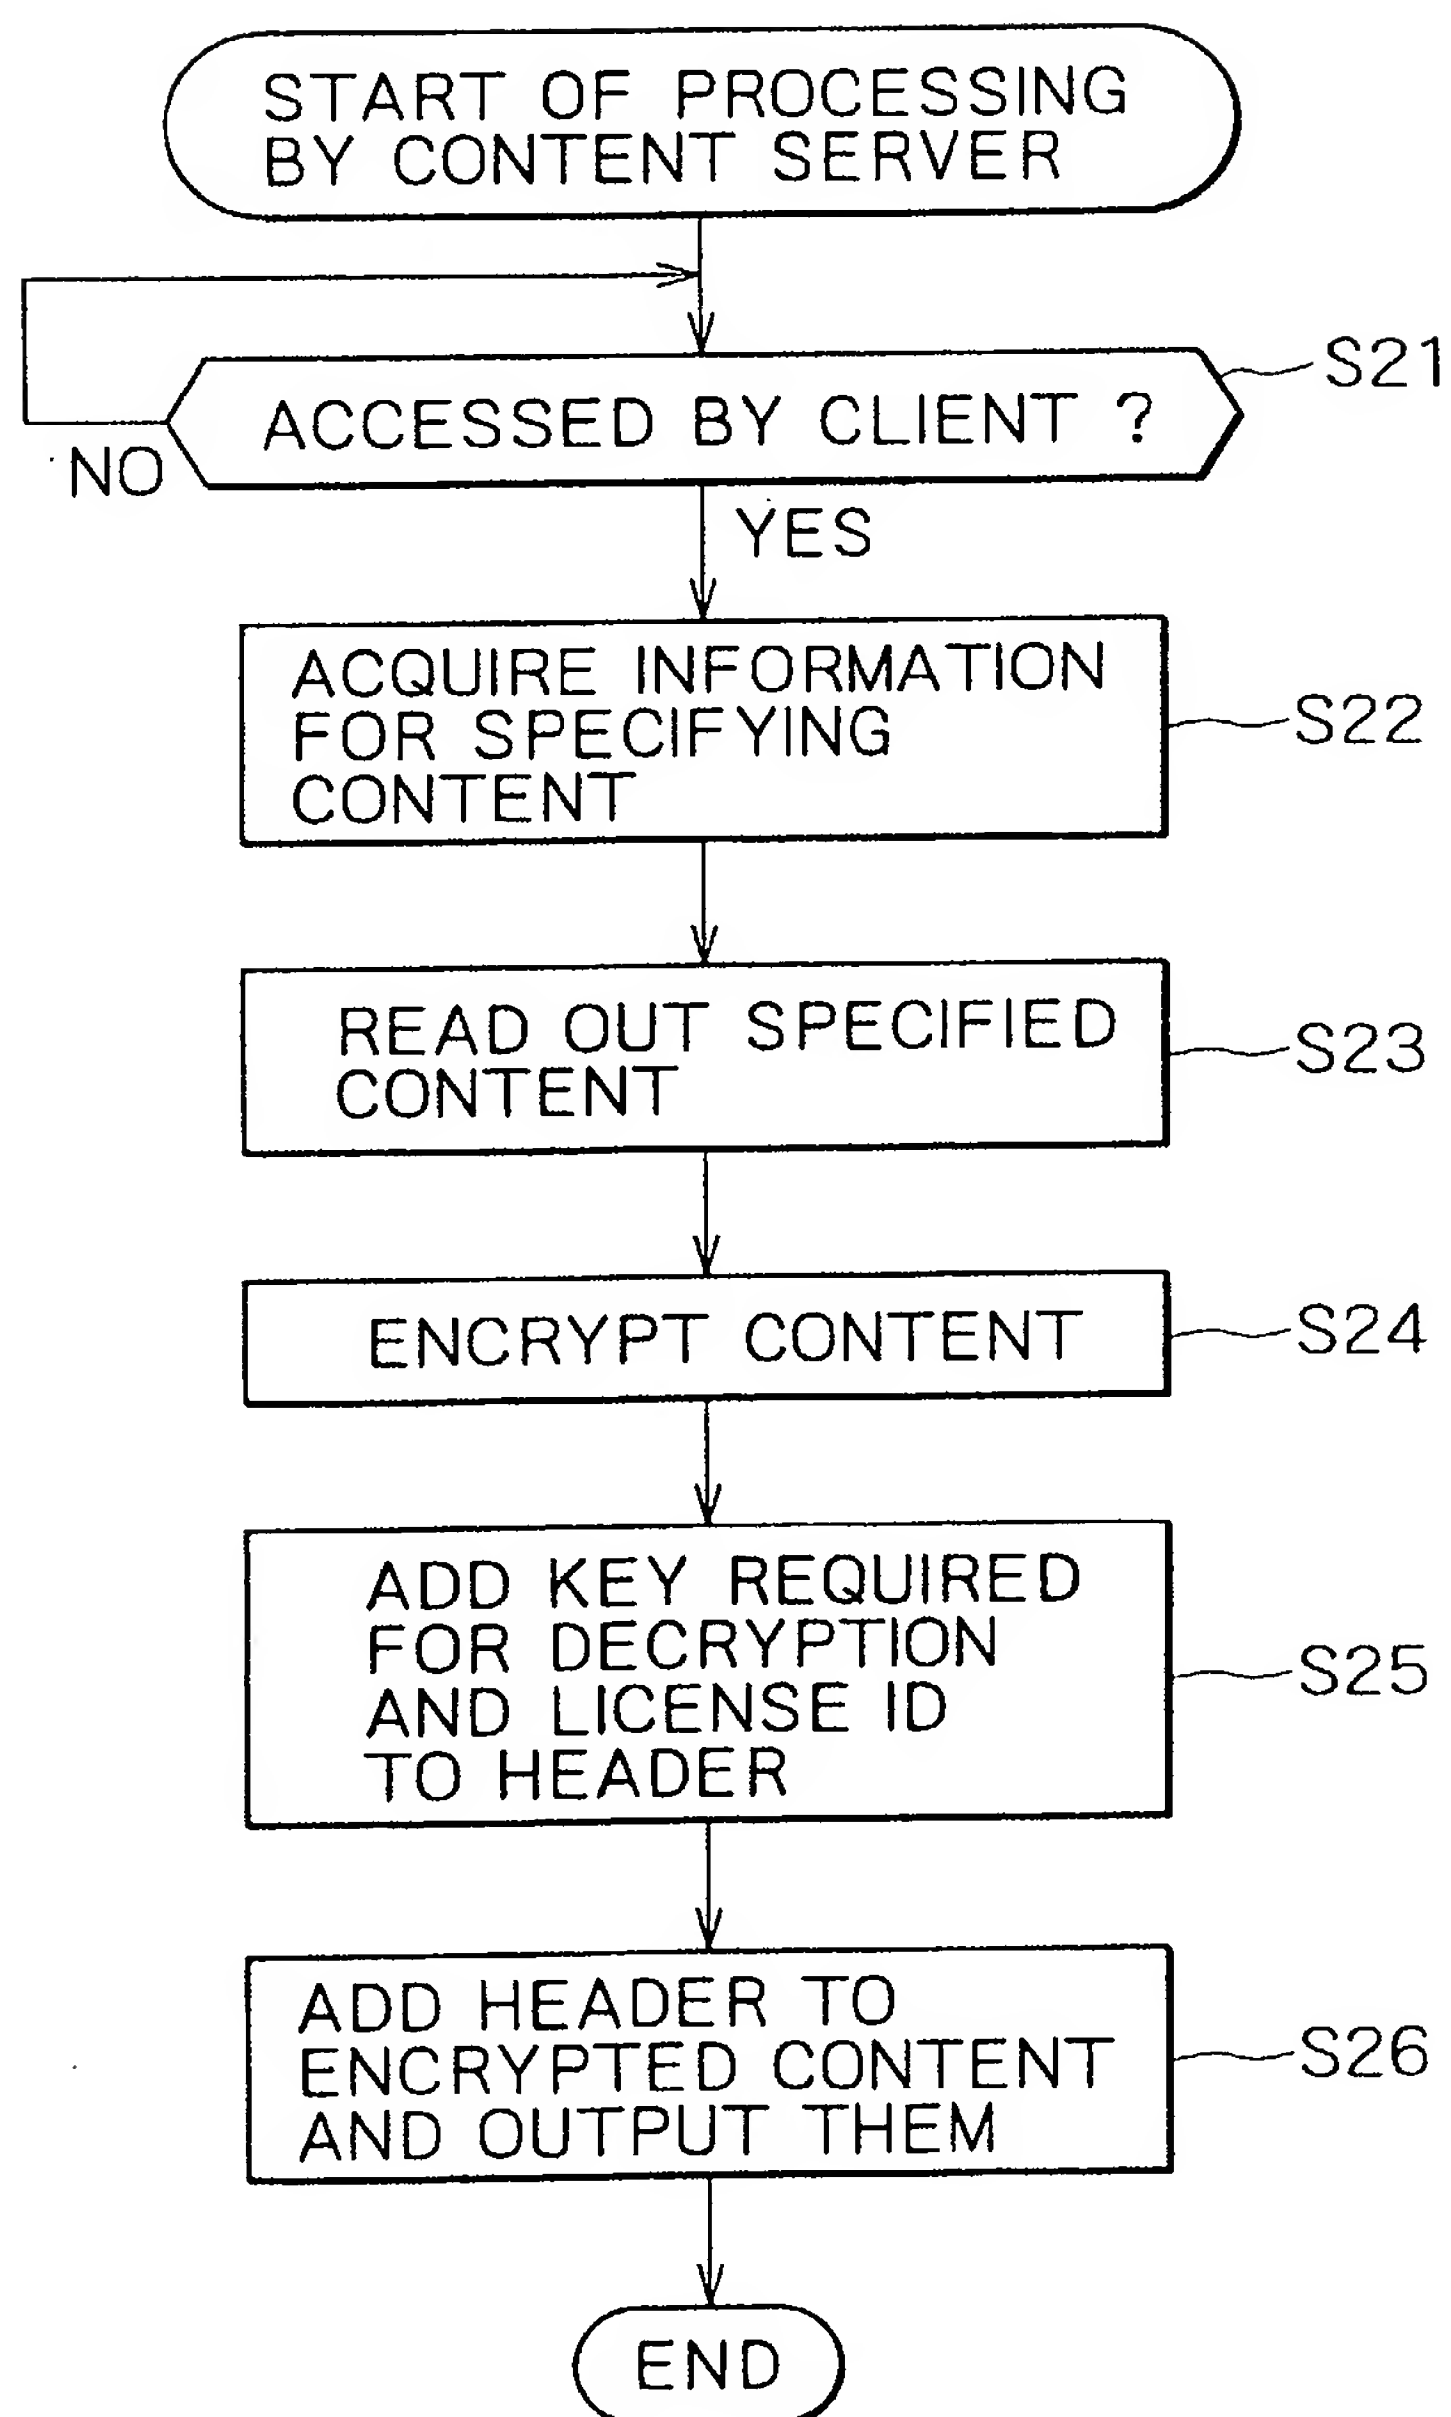 START OF PROCESSING
BY CONTENT SERVER
ACCESSED BY CLIENT ?
S21
NO
YES
ACQUIRE INFORMATION
FOR SPECIFYING
CONTENT
S22
READ OUT SPECIFIED
CONTENT
S23
ENCRYPT CONTENT
S24
ADD KEY REQUIRED
FOR DECRYPTION
AND LICENSE ID
TO HEADER
S25
ADD HEADER TO
ENCRYPTED CONTENT
AND OUTPUT THEM
S26
END